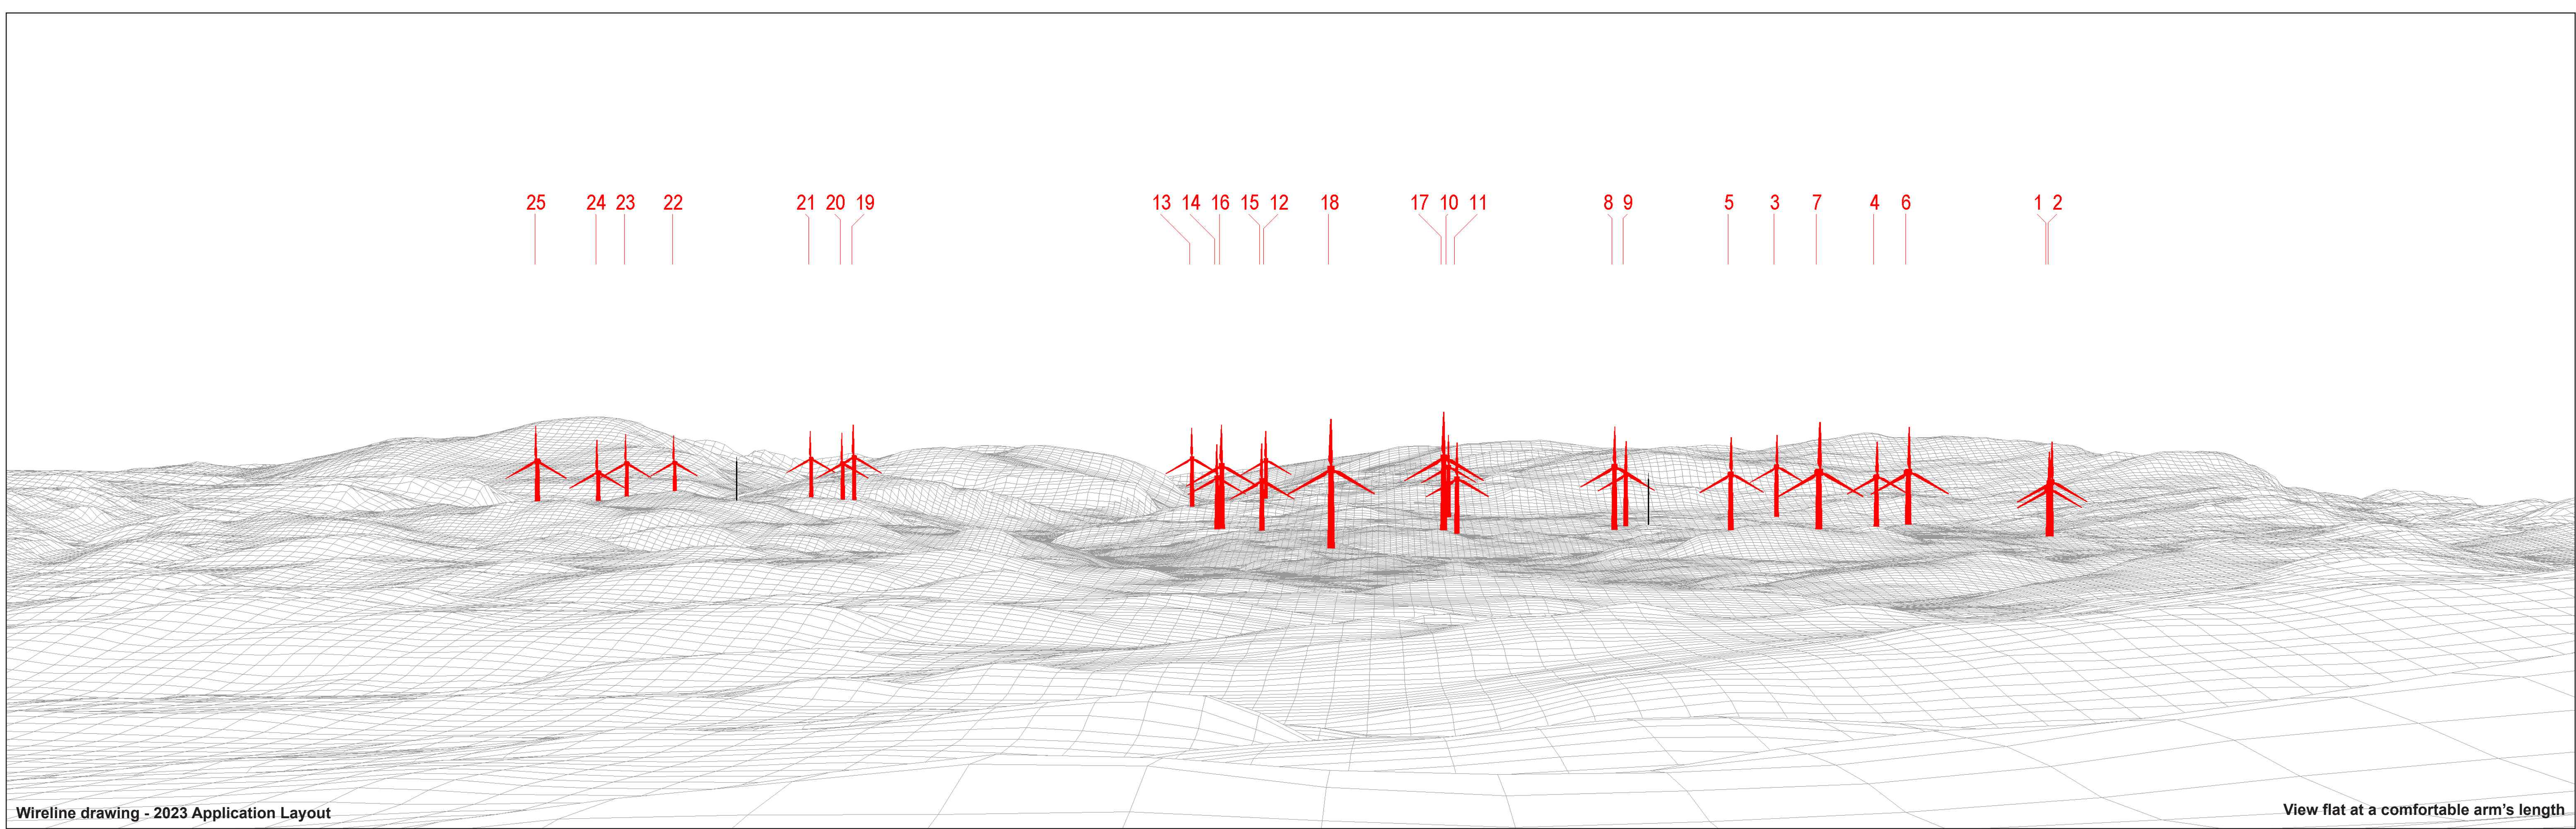 25 24 23 22 21 20 19 13 14 16 15 12 18 17 10 11 8 9 5 3 7 4 6 1 2
Wireline drawing - 2023 Application Layout
View flat at a comfortable arm’s length